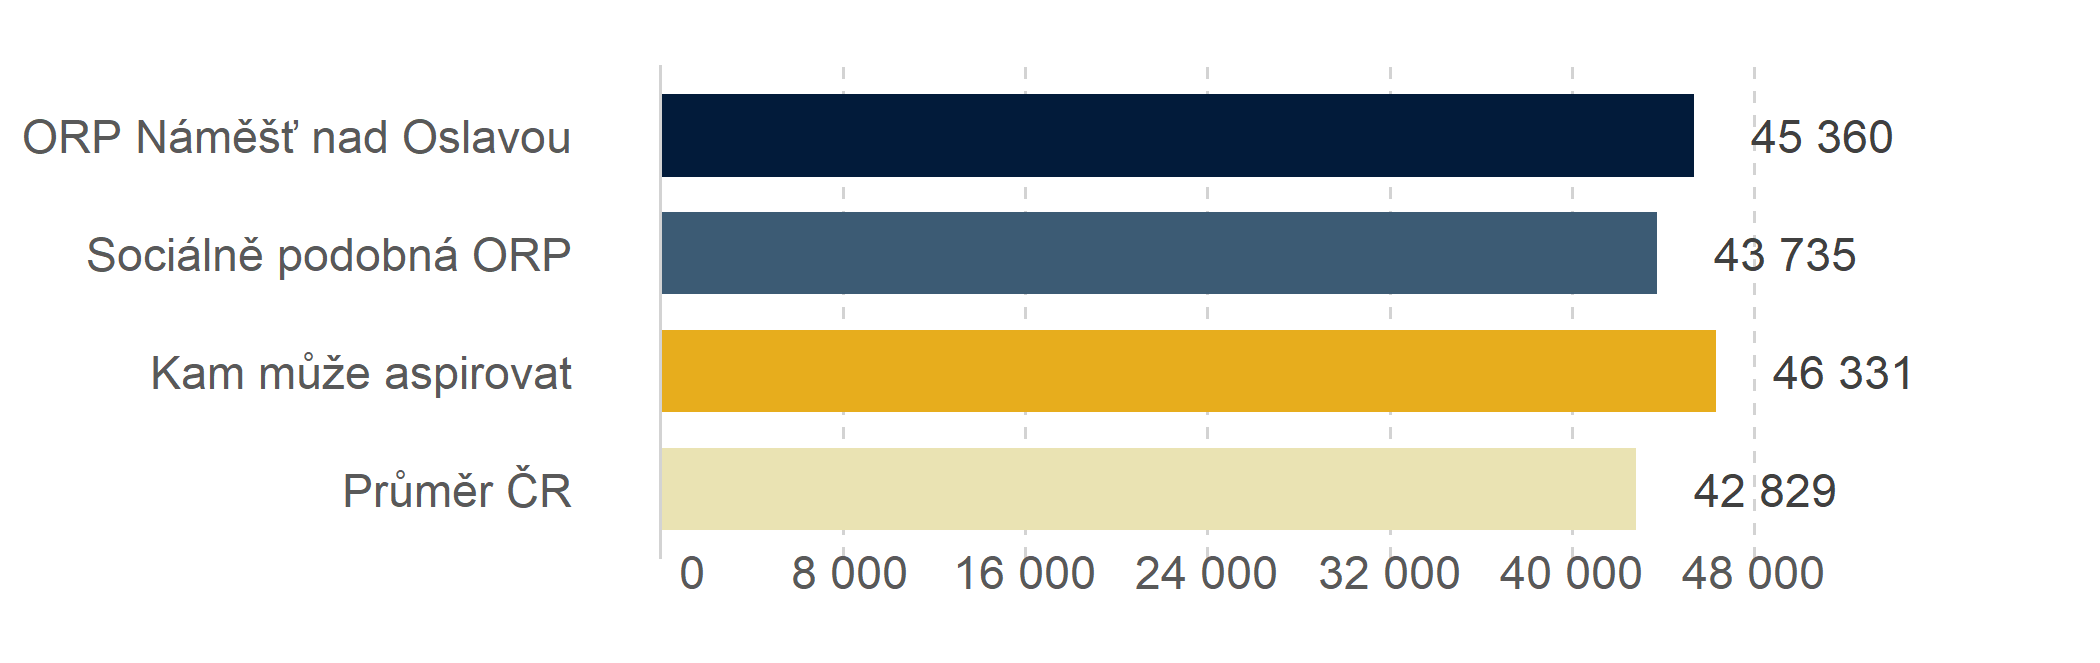 ORP Náměšť nad Oslavou 45 360
Sociálně podobná ORP 43 735
Kam může aspirovat 46 331
Průměr ČR 42 829
0 8 000 16 000 24 000 32 000 40 000 48 000